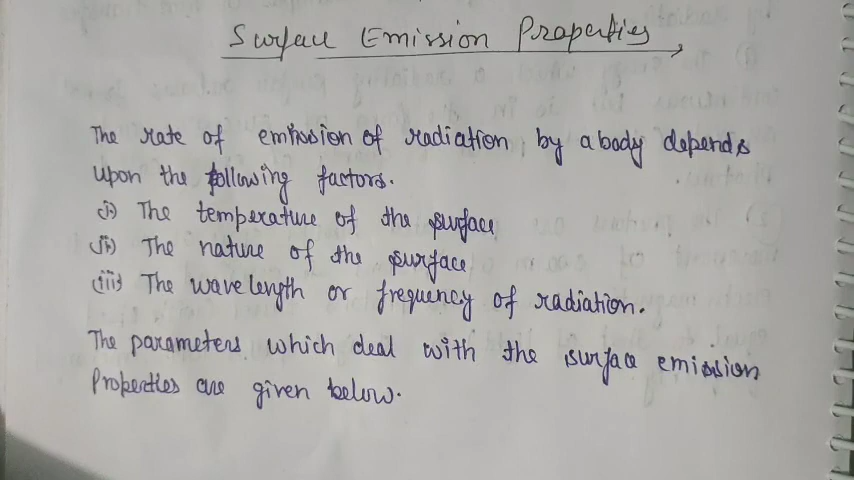 Surface Emission Properties
The rate of emission of radiation by a body depends
upon the following factors.
(i) The temperature of the surface
(ii) The nature of the surface
(iii) The wavelength or frequency of radiation.
The parameters which deal with the surface emission
Properties are given below.